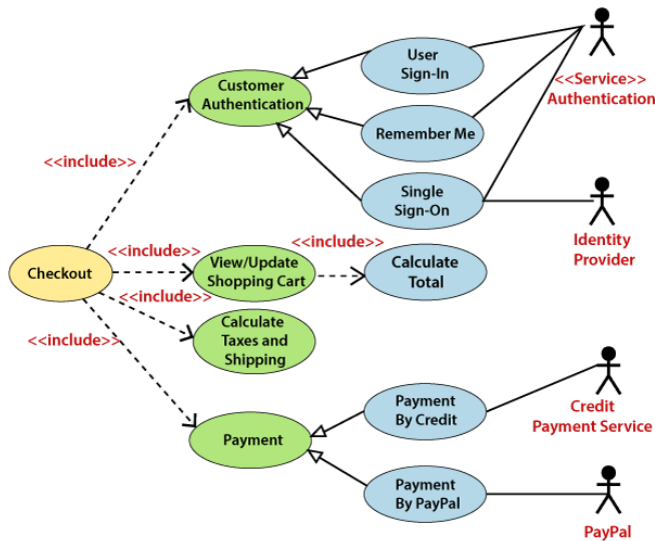 User
Sign-In
<<Service>>
Authentication
Customer
Authentication
Remember Me
<<include>>
Single
Sign-On
Identity
Provider
Checkout
<<include>>
View/Update
Shopping Cart
<<include>>
Calculate
Total
<<include>>
Calculate
Taxes and
Shipping
<<include>>
Payment
By Credit
Credit
Payment Service
Payment
Payment
By PayPal
PayPal